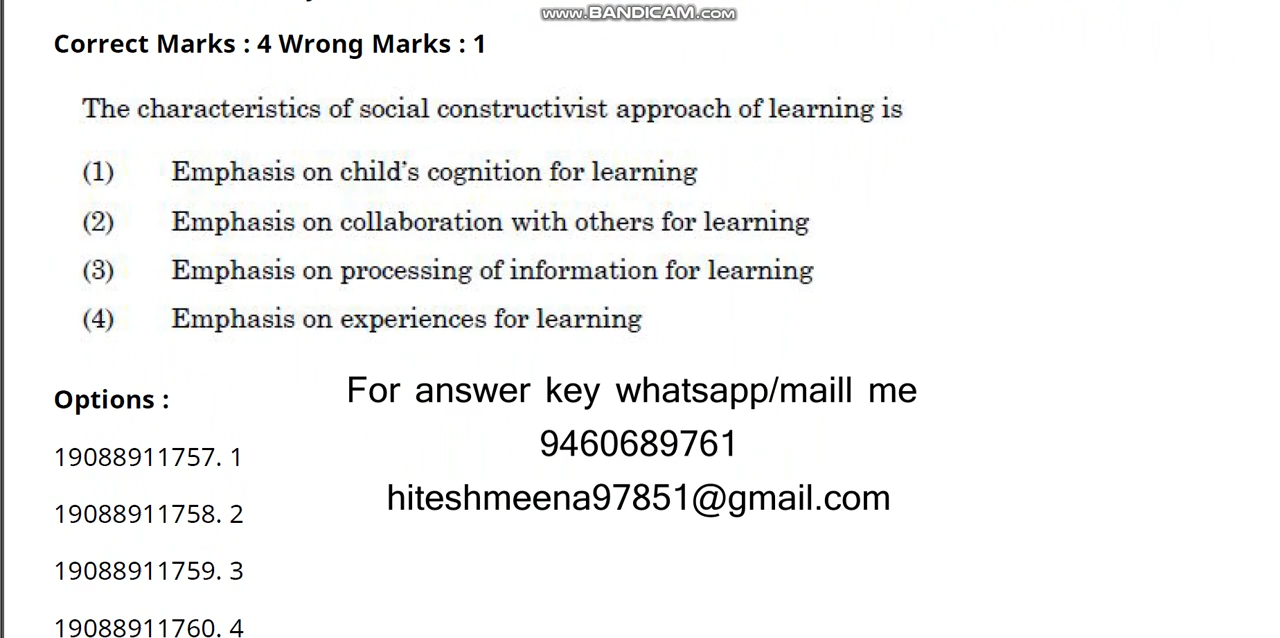 www.BANDICAM.com
Correct Marks : 4 Wrong Marks : 1
The characteristics of social constructivist approach of learning is
(1) Emphasis on child's cognition for learning
(2) Emphasis on collaboration with others for learning
(3) Emphasis on processing of information for learning
(4) Emphasis on experiences for learning
Options :
For answer key whatsapp/maill me
9460689761
hiteshmeena97851@gmail.com
19088911757. 1
19088911758. 2
19088911759. 3
19088911760. 4